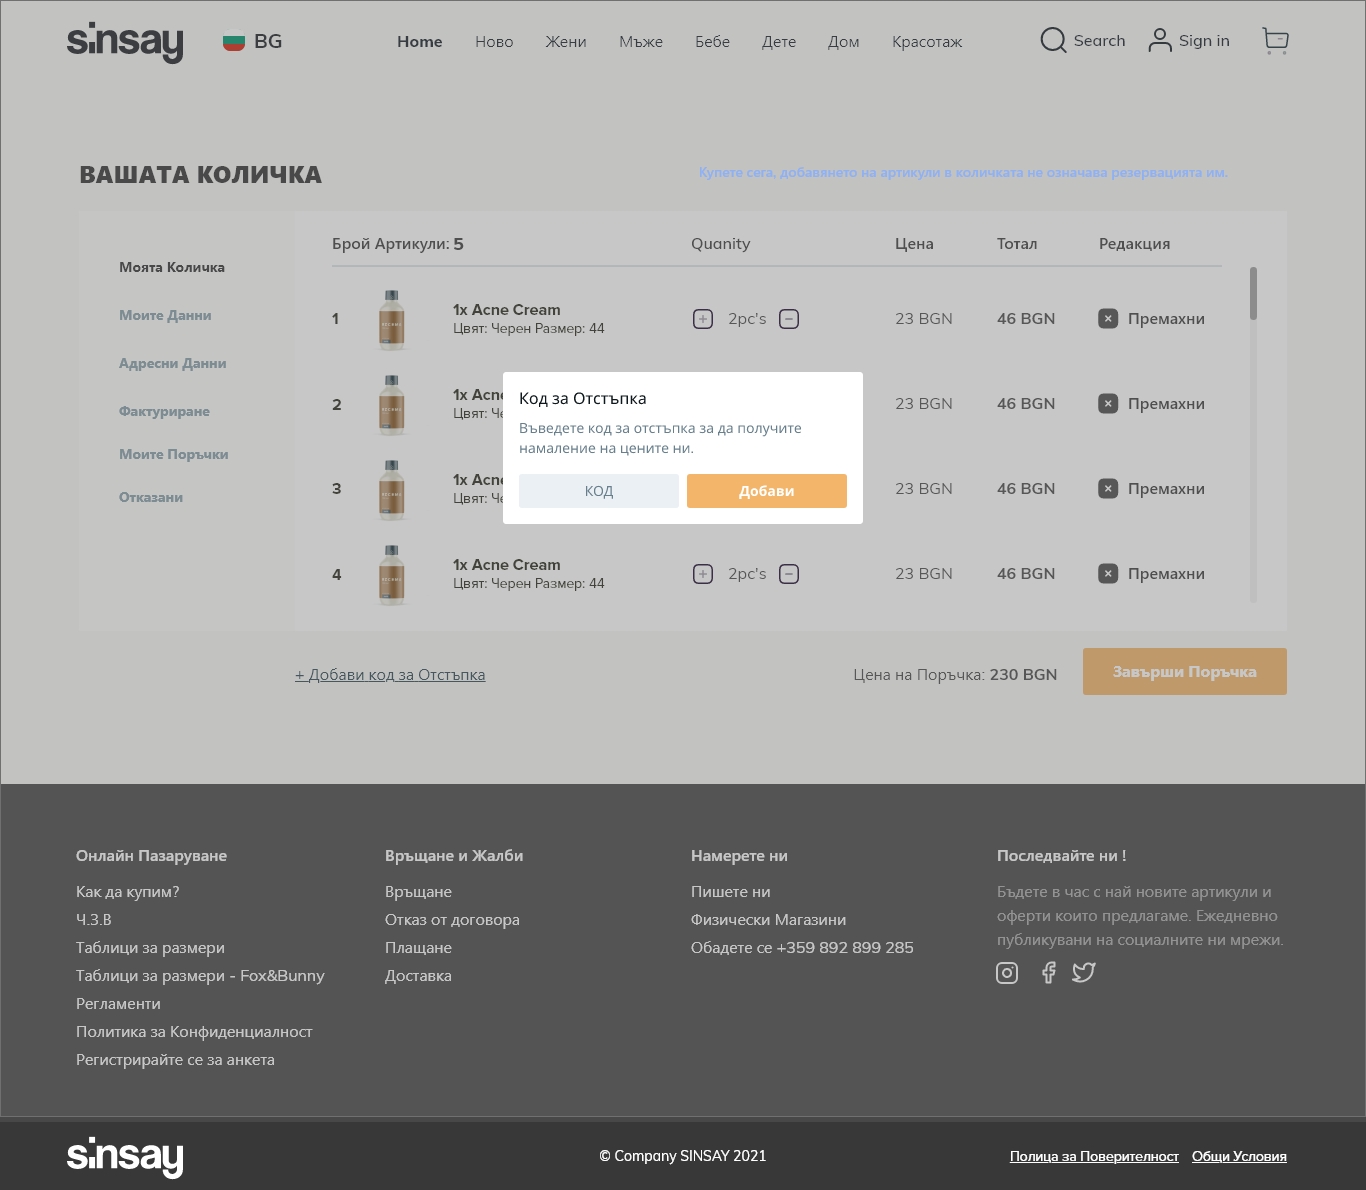 sinsay
BG
Home Ново Жени Мъже Бебе Дете Дом Красотаж
Search Sign in
ВАШАТА КОЛИЧКА
Купете сега, добавянето на артикули в количката не означава резервацията им.
Моята Количка
Моите Данни
Адресни Данни
Фактуриране
Моите Поръчки
Отказани
Брой Артикули: 5 Quanity Цена Тотал Редакция
1 1x Acne Cream 2pc's 23 BGN 46 BGN Премахни
Цвят: Черен Размер: 44
2 1x Acne 23 BGN 46 BGN Премахни
Цвят:
3 1x Acne 23 BGN 46 BGN Премахни
Цвят:
4 1x Acne Cream 2pc's 23 BGN 46 BGN Премахни
Цвят: Черен Размер: 44
Код за Отстъпка
Въведете код за отстъпка за да получите
намаление на цените ни.
КОД Добави
+ Добави код за Отстъпка
Цена на Поръчка: 230 BGN
Завърши Поръчка
Онлайн Пазаруване
Как да купим?
Ч.З.В
Таблици за размери
Таблици за размери - Fox&Bunny
Регламенти
Политика за Конфиденциалност
Регистрирайте се за анкета
Връщане и Жалби
Връщане
Отказ от договора
Плащане
Доставка
Намерете ни
Пишете ни
Физически Магазини
Обадете се +359 892 899 285
Последвайте ни !
Бъдете в час с най новите артикули и
оферти които предлагаме. Ежедневно
публикувани на социалните ни мрежи.
sinsay
© Company SINSAY 2021
Полица за Поверителност Общи Условия